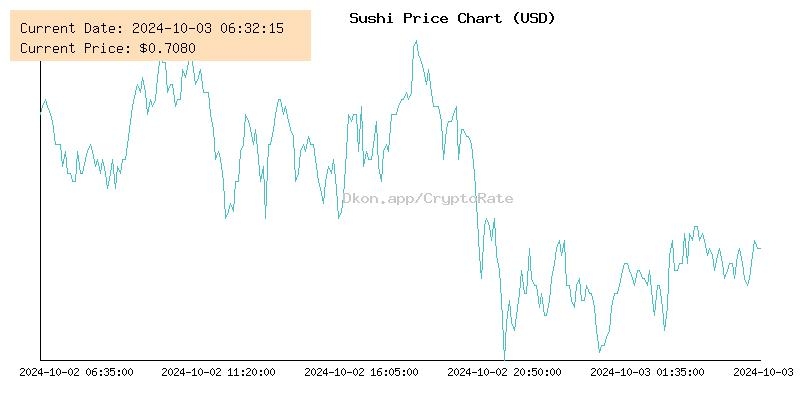 Sushi Price Chart (USD)
Current Date: 2024-10-03 06:32:15
Current Price: $0.7080
Okon.app/CryptoRate
2024-10-02 06:35:00 2024-10-02 11:20:00 2024-10-02 16:05:00 2024-10-02 20:50:00 2024-10-03 01:35:00 2024-10-03